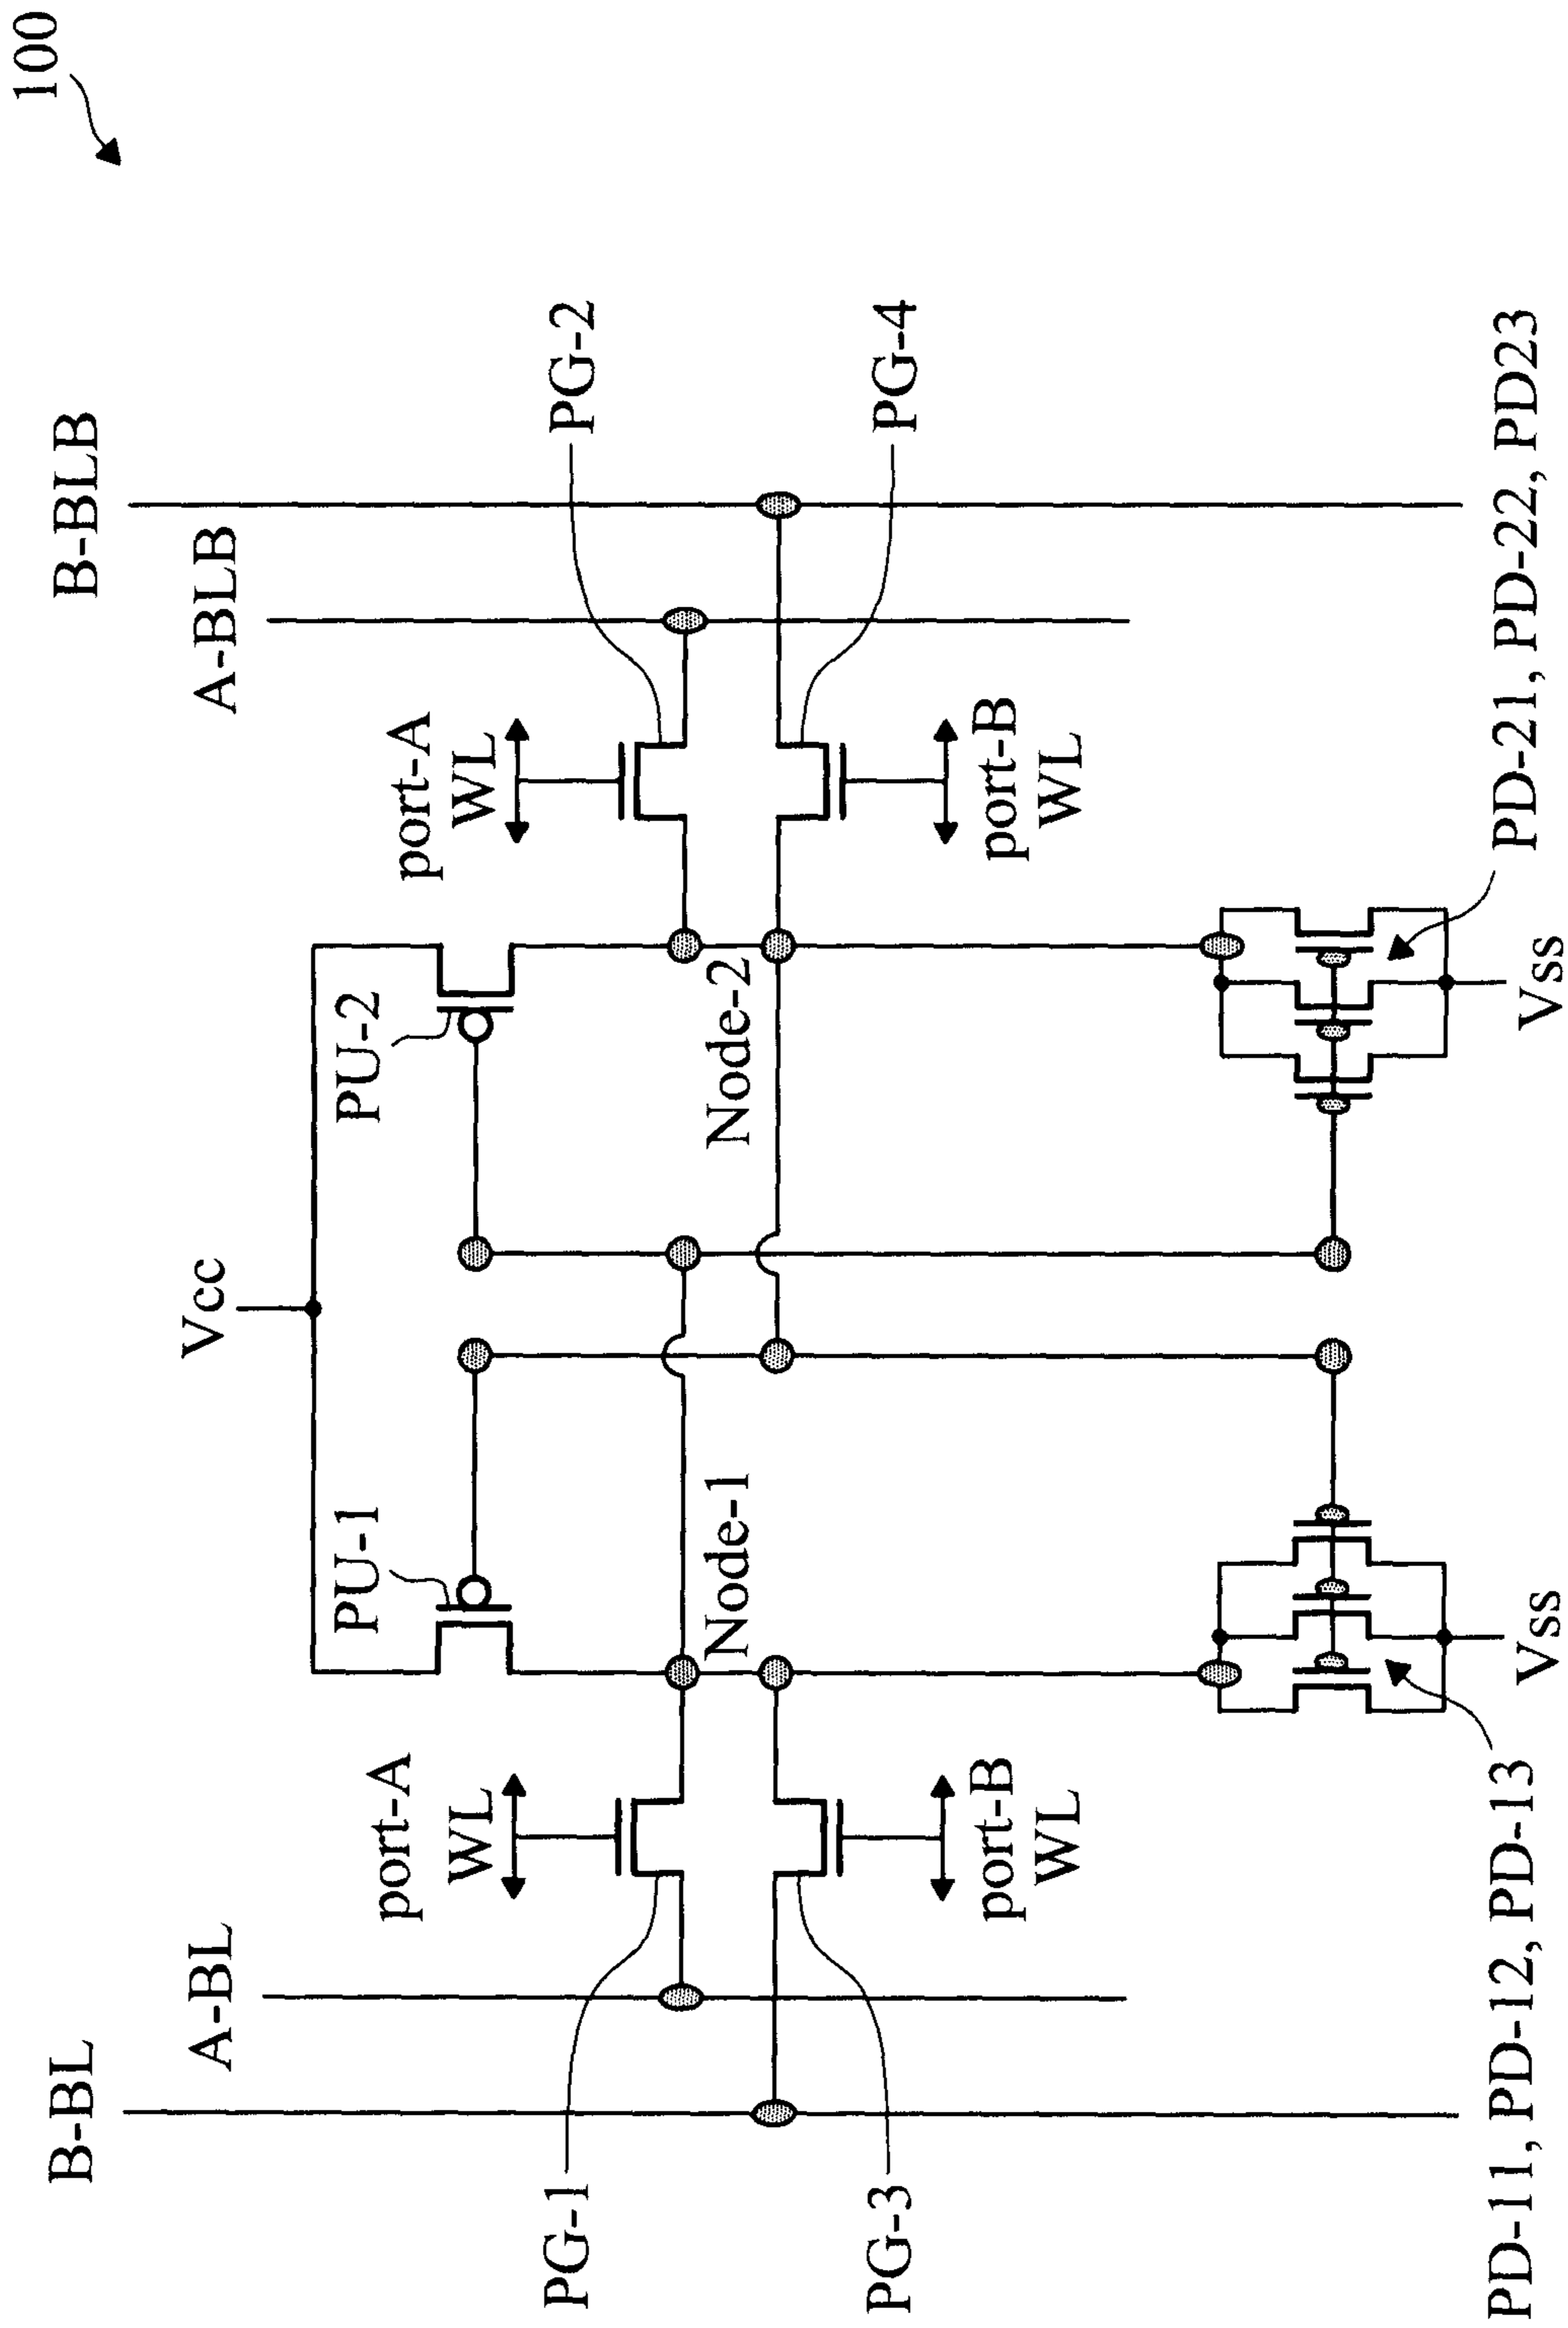 100
B-BL
B-BLB
A-BL
A-BLB
Vcc
PU-1
PU-2
port-A
WL
port-A
WL
PG-1
PG-2
Node-1
Node-2
PG-3
PG-4
port-B
WL
port-B
WL
Vss
Vss
PD-11, PD-12, PD-13
PD-21, PD-22, PD23